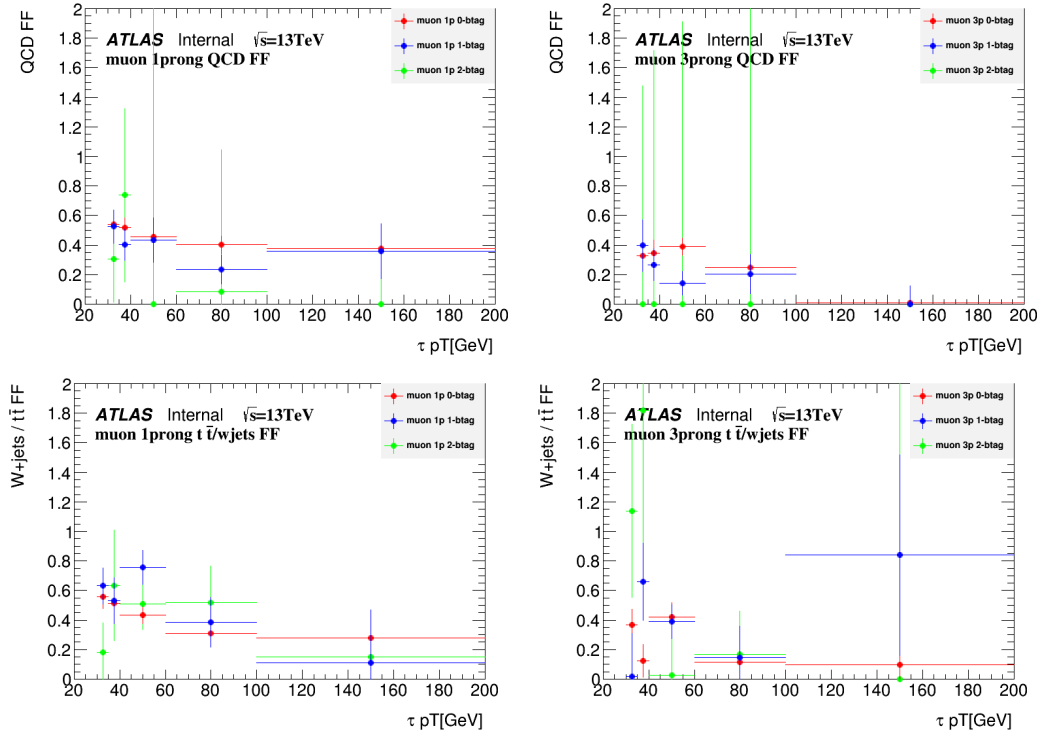 QCD FF
2
1.8
1.6
1.4
1.2
1
0.8
0.6
0.4
0.2
0
ATLAS Internal √s=13TeV
muon 1prong QCD FF
muon 1p 0-btag
muon 1p 1-btag
muon 1p 2-btag
20 40 60 80 100 120 140 160 180 200
τ pT[GeV]
QCD FF
2
1.8
1.6
1.4
1.2
1
0.8
0.6
0.4
0.2
0
ATLAS Internal √s=13TeV
muon 3prong QCD FF
muon 3p 0-btag
muon 3p 1-btag
muon 3p 2-btag
20 40 60 80 100 120 140 160 180 200
τ pT[GeV]
W+jets / tt̄ FF
2
1.8
1.6
1.4
1.2
1
0.8
0.6
0.4
0.2
0
ATLAS Internal √s=13TeV
muon 1prong t t̄/wjets FF
muon 1p 0-btag
muon 1p 1-btag
muon 1p 2-btag
20 40 60 80 100 120 140 160 180 200
τ pT[GeV]
W+jets / tt̄ FF
2
1.8
1.6
1.4
1.2
1
0.8
0.6
0.4
0.2
0
ATLAS Internal √s=13TeV
muon 3prong t t̄/wjets FF
muon 3p 0-btag
muon 3p 1-btag
muon 3p 2-btag
20 40 60 80 100 120 140 160 180 200
τ pT[GeV]